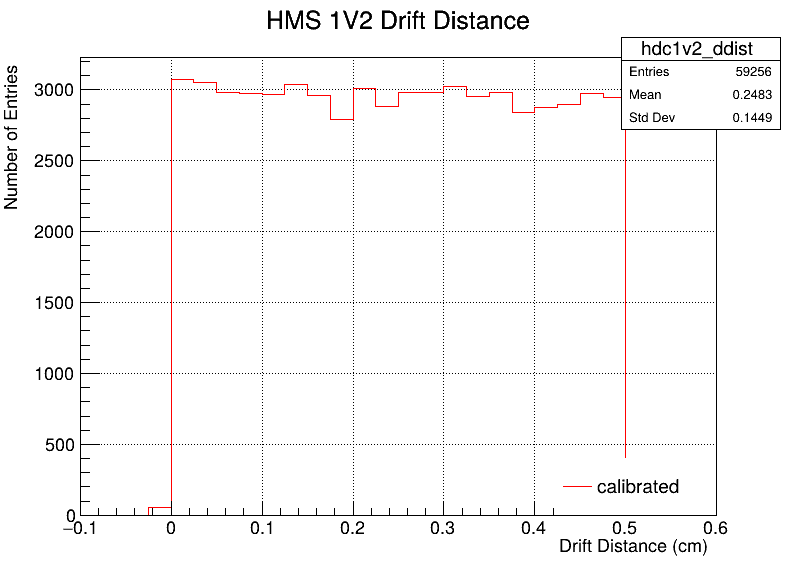 HMS 1V2 Drift Distance
hdc1v2_ddist
Entries 59256
Mean 0.2483
Std Dev 0.1449
Number of Entries
3000
2500
2000
1500
1000
500
0
−0.1 0 0.1 0.2 0.3 0.4 0.5 0.6
calibrated
Drift Distance (cm)